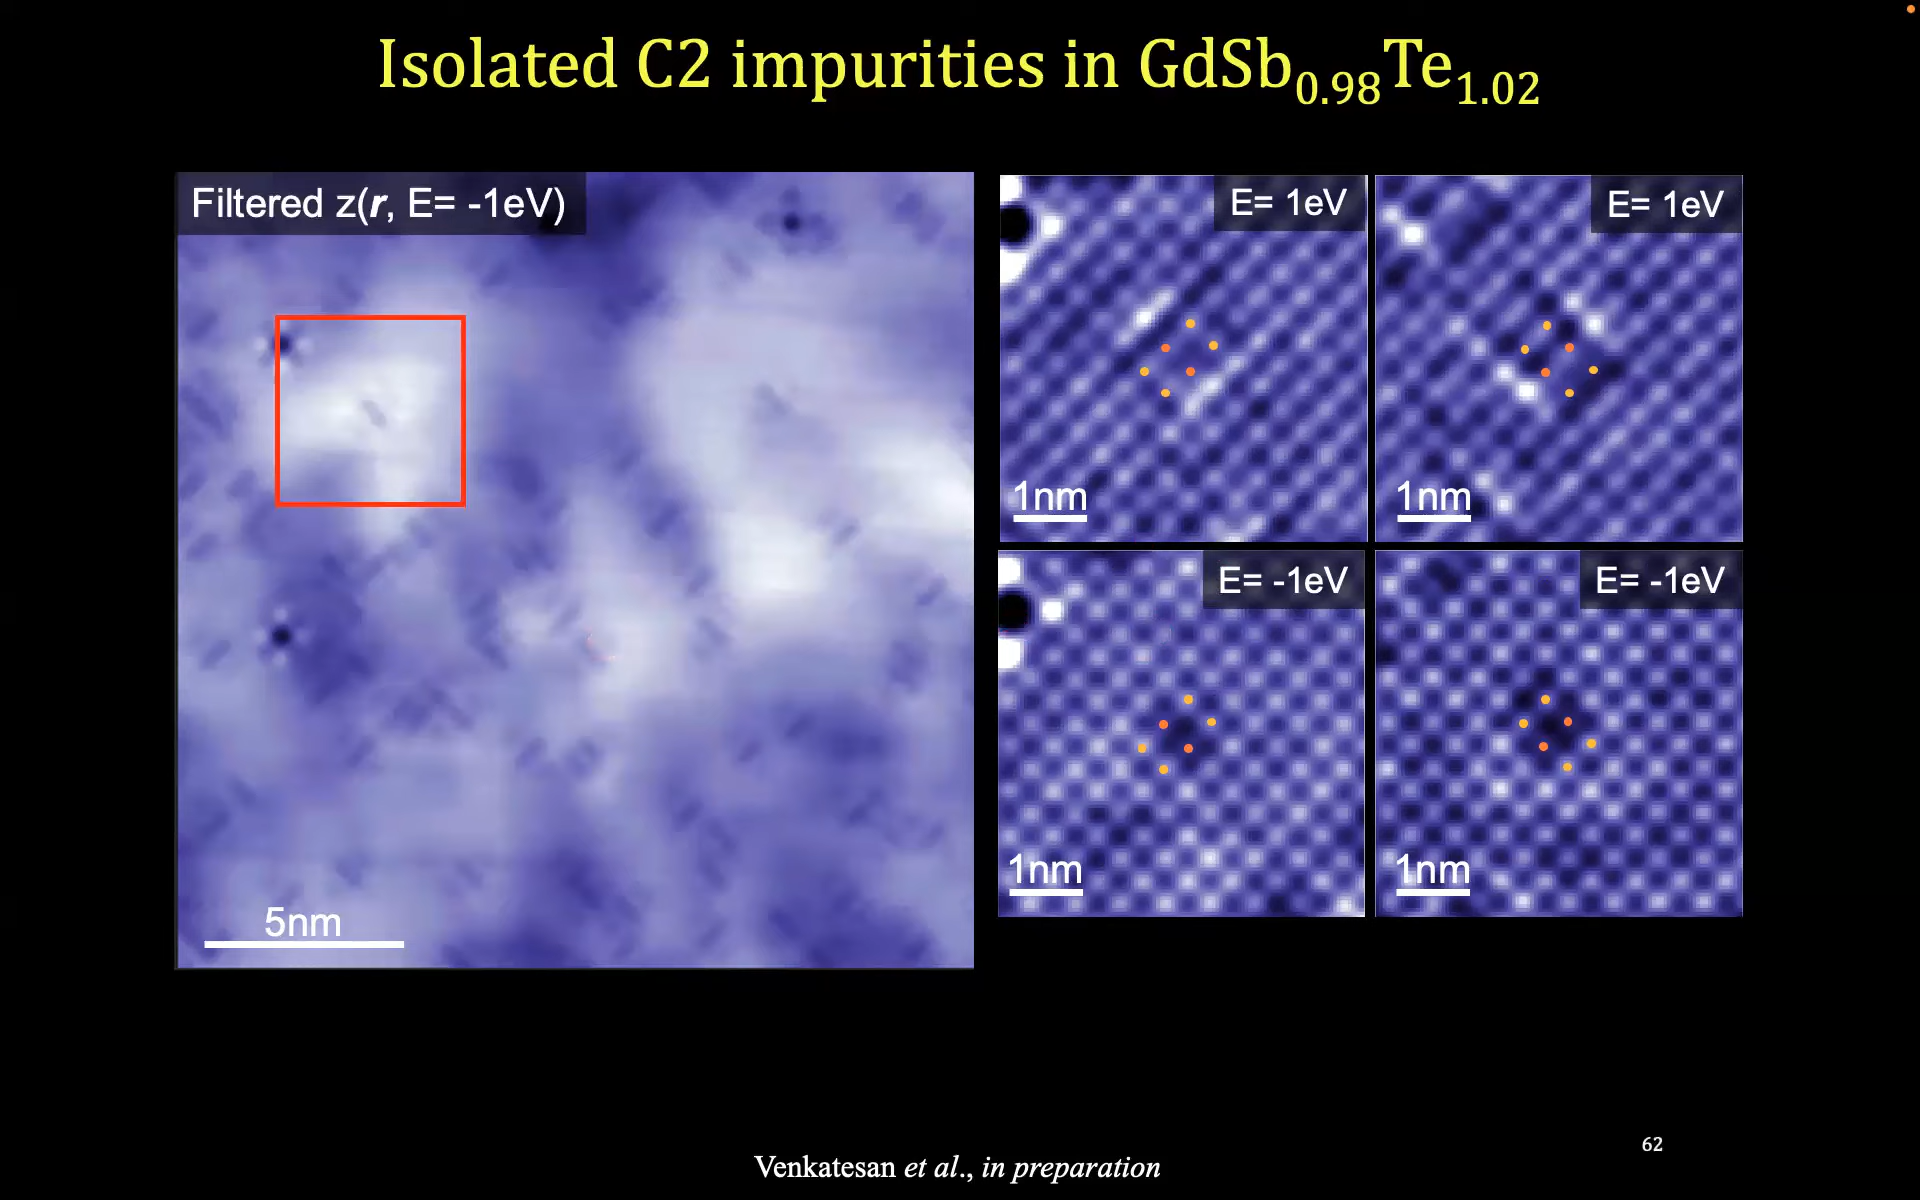 Isolated C2 impurities in GdSb0.98Te1.02
Filtered z(r, E= -1eV)
5nm
E= 1eV
1nm
E= 1eV
1nm
E= -1eV
1nm
E= -1eV
1nm
62
Venkatesan et al., in preparation